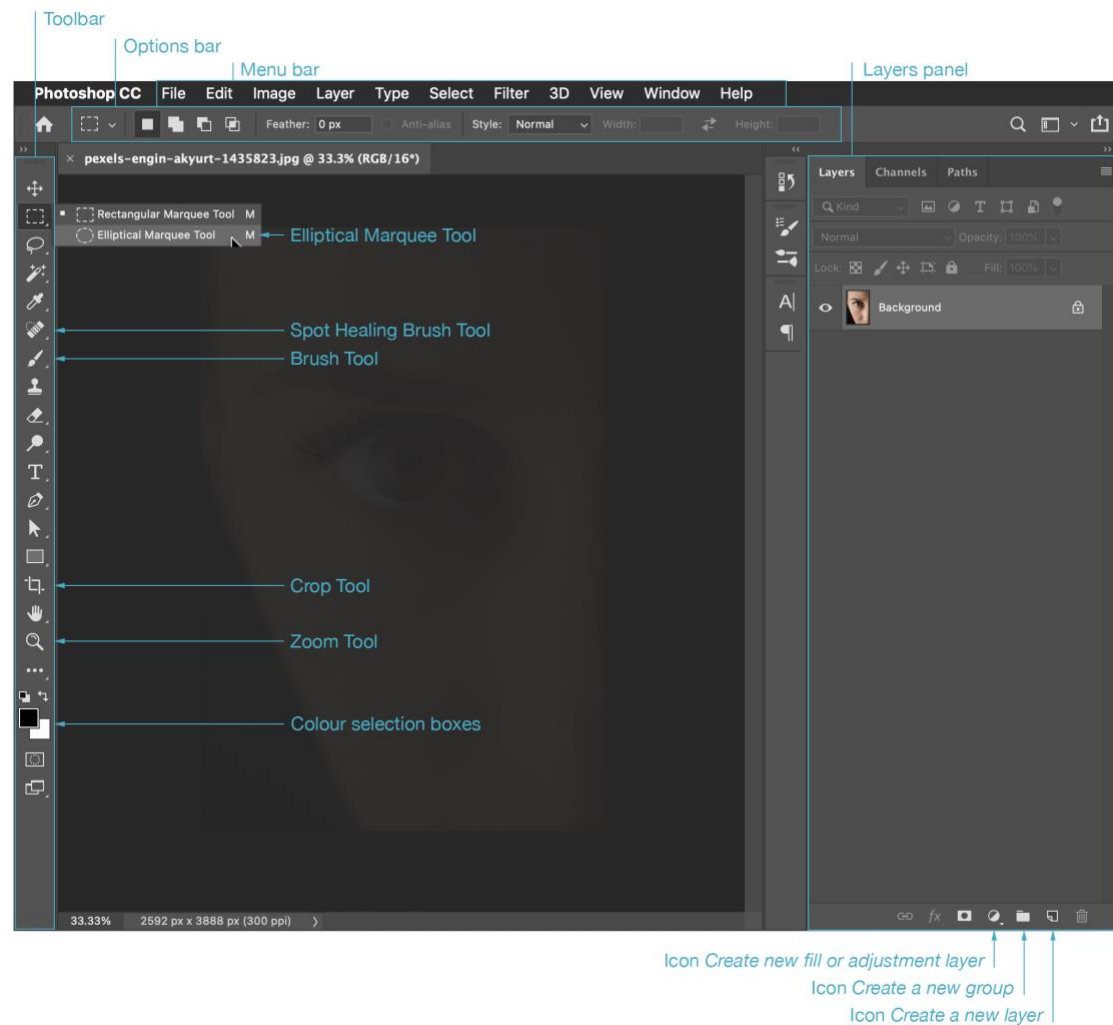 Toolbar
Options bar
Menu bar
Layers panel
Photoshop CC File Edit Image Layer Type Select Filter 3D View Window Help
Feather: 0 px Anti-alias Style: Normal Width: Height:
× pexels-engin-akyurt-1435823.jpg @ 33.3% (RGB/16*)
Layers Channels Paths
Kind
Rectangular Marquee Tool M
Elliptical Marquee Tool M
Elliptical Marquee Tool
Normal Opacity: 100%
Lock: Fill: 100%
Background
Spot Healing Brush Tool
Brush Tool
Crop Tool
Zoom Tool
Colour selection boxes
33.33% 2592 px x 3888 px (300 ppi)
fx
Icon Create new fill or adjustment layer
Icon Create a new group
Icon Create a new layer